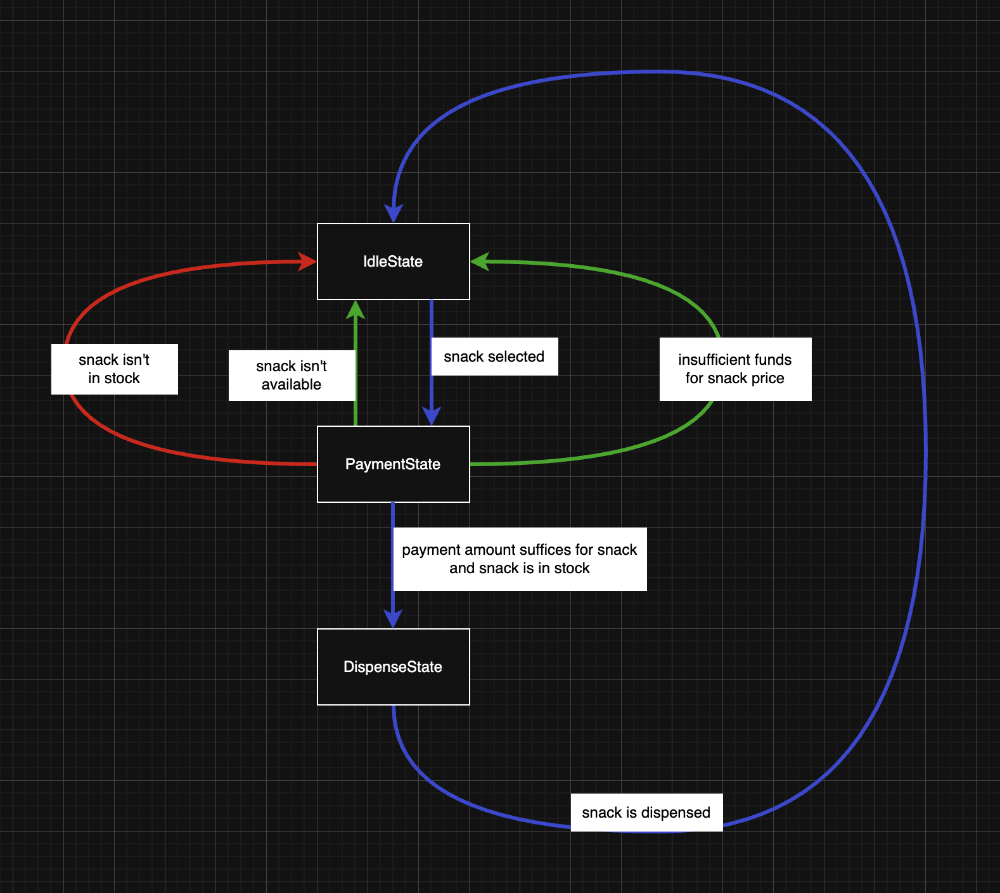 IdleState
snack isn't
in stock
snack isn't
available
snack selected
insufficient funds
for snack price
PaymentState
payment amount suffices for snack
and snack is in stock
DispenseState
snack is dispensed